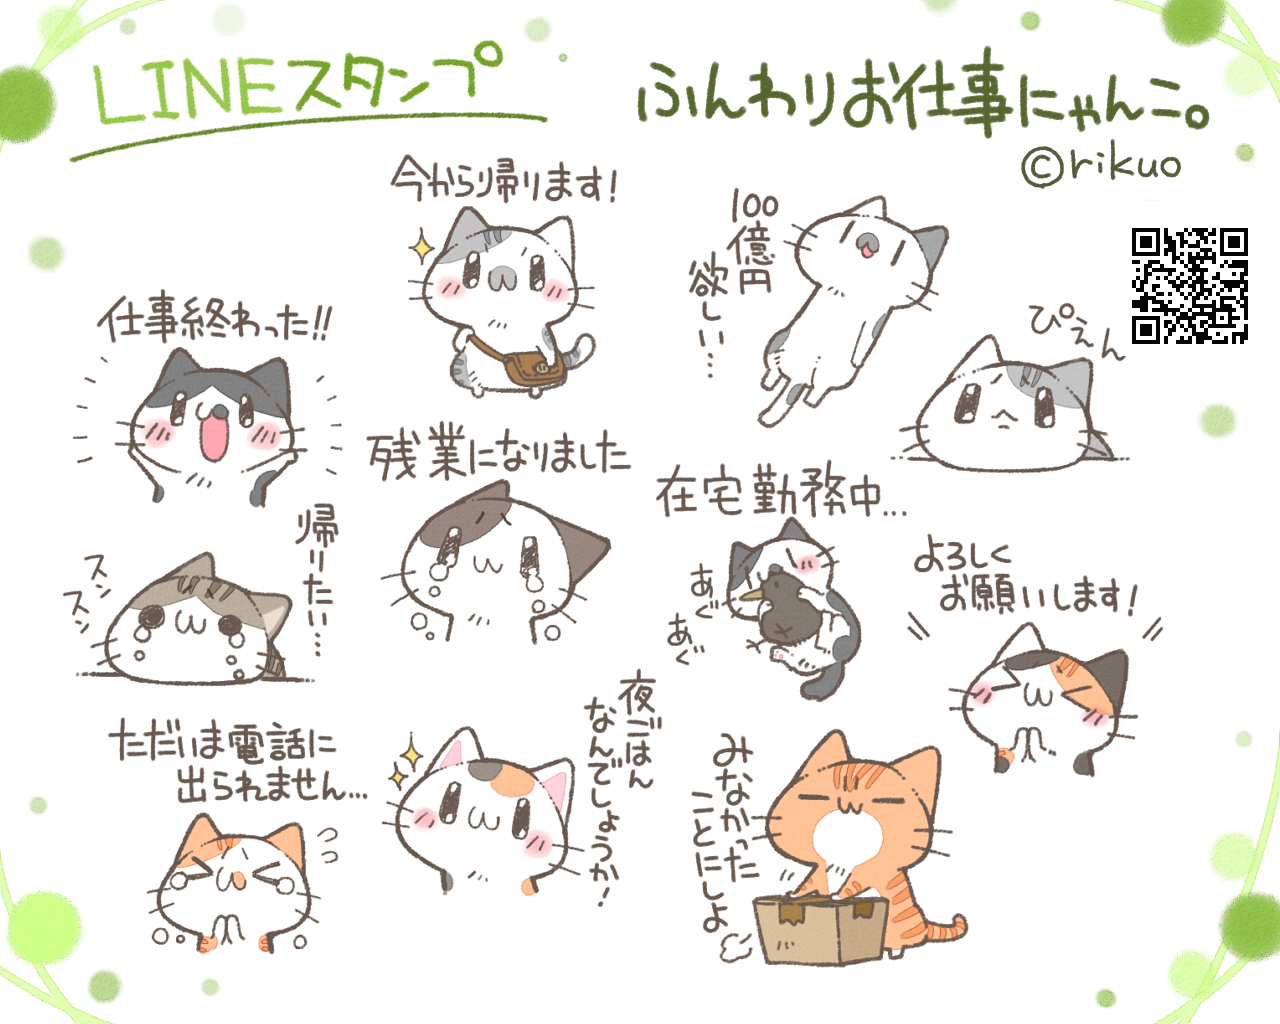 LINEスタンプ
ふんわりお仕事にゃんこ。
©rikuo
今から帰ります!
100億円
欲しい…
ぴえん
仕事終わった!!
残業になりました
在宅勤務中…
帰りたい…
スン
スン
あぐ
あぐ
よろしく
お願いします!
ただいま電話に
出られません…
夜ごはん
なんでしょうか!
みなかった
ことにしよ